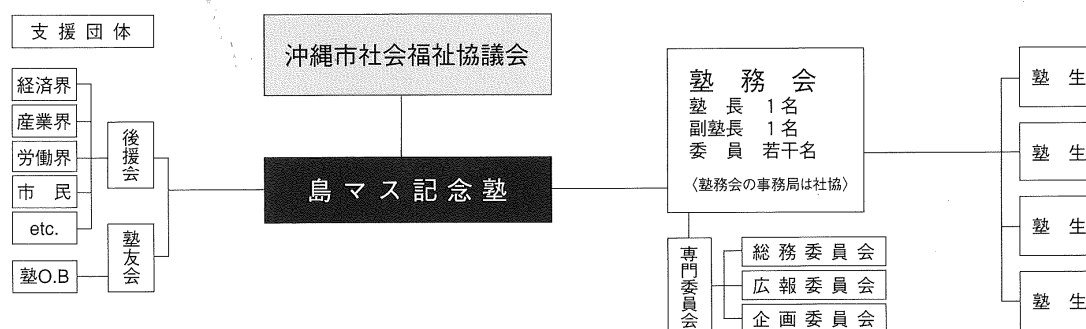 支援団体
経済界
産業界
労働界
市 民
etc.
塾O.B
後援会
塾友会
沖縄市社会福祉協議会
島マス記念塾
塾 務 会
塾 長 1名
副塾長 1名
委 員 若干名
〈塾務会の事務局は社協〉
専門委員会
総務委員会
広報委員会
企画委員会
塾 生
塾 生
塾 生
塾 生